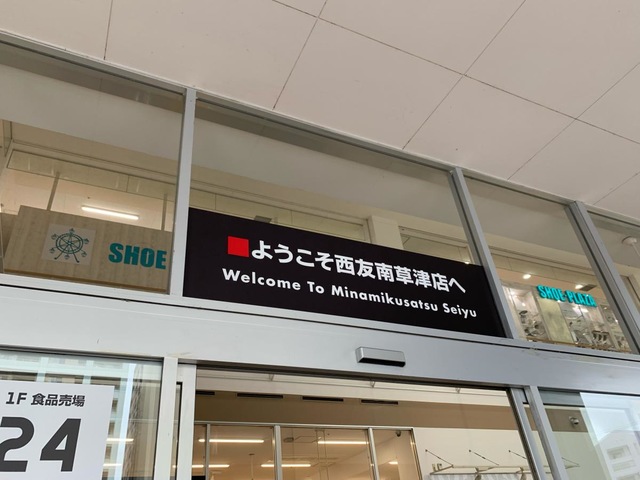 SHOE
■ようこそ西友南草津店へ
Welcome To Minamikusatsu Seiyu
SHOE-PLAZA
1F 食品売場
24